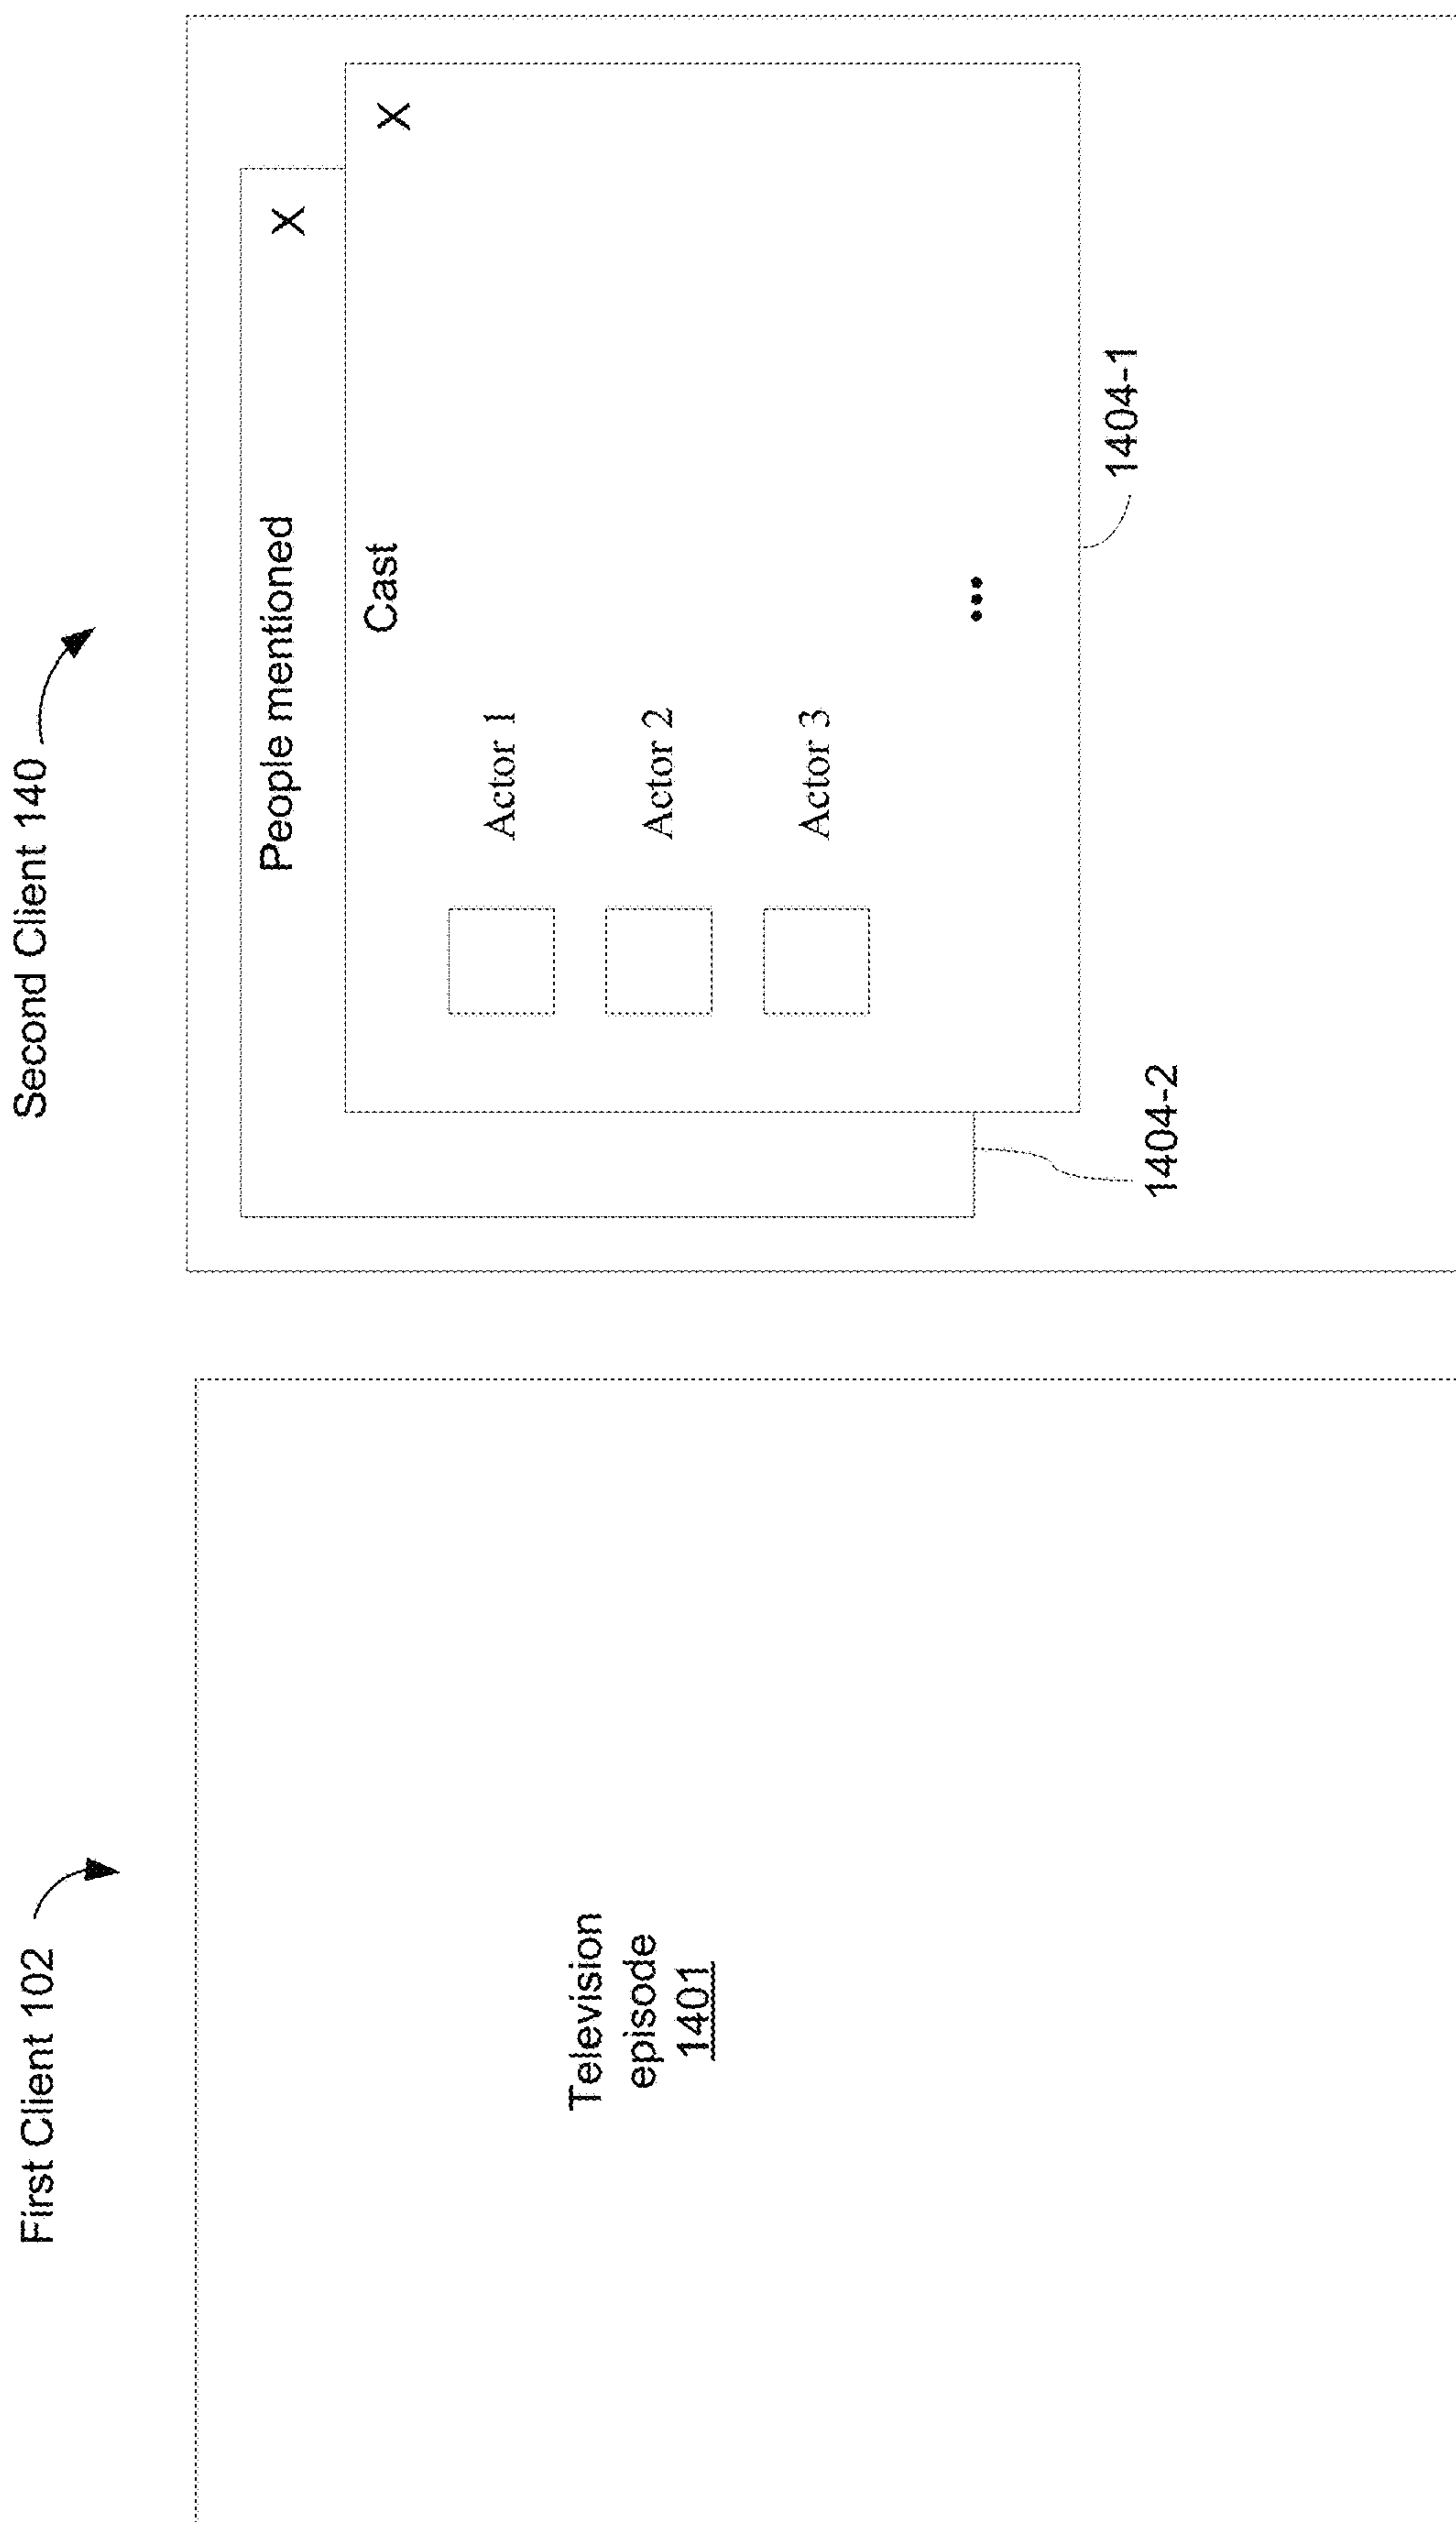 First Client 102
Television
episode
1401
Second Client 140
People mentioned
X
Cast
X
Actor 1
Actor 2
Actor 3
...
1404-2
1404-1